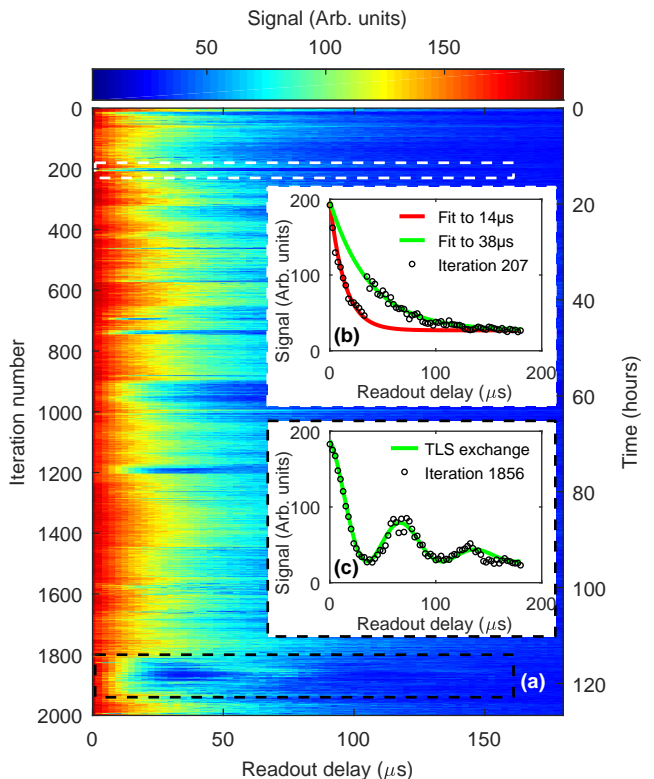 Signal (Arb. units)
50 100 150
0
200
400
600
800
1000
1200
1400
1600
1800
2000
Iteration number
0
20
40
60
80
100
120
Time (hours)
200
100
0
Signal (Arb. units)
Fit to 14μs
Fit to 38μs
Iteration 207
(b)
0 100 200
Readout delay (μs)
200
100
0
Signal (Arb. units)
TLS exchange
Iteration 1856
(c)
0 100 200
Readout delay (μs)
(a)
0 50 100 150
Readout delay (μs)